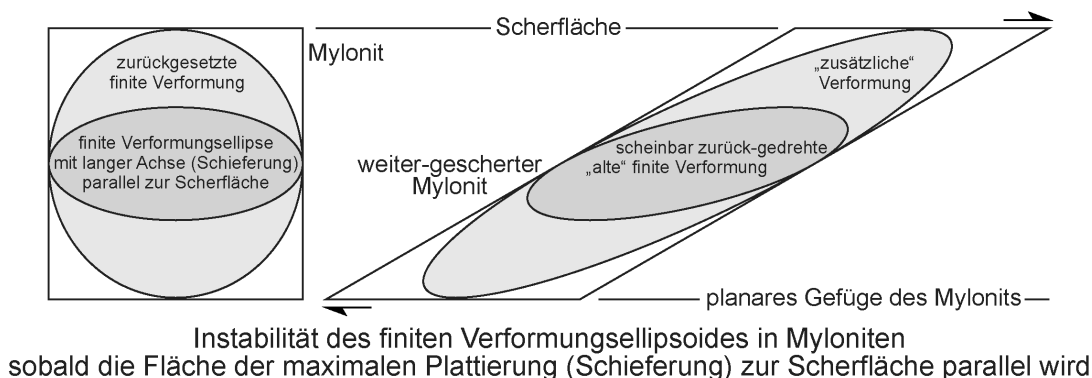 Scherfläche
Mylonit
zurückgesetzte
finite Verformung
finite Verformungsellipse
mit langer Achse (Schieferung)
parallel zur Scherfläche
„zusätzliche“
Verformung
scheinbar zurück-gedrehte
„alte“ finite Verformung
weiter-gescherter
Mylonit
planares Gefüge des Mylonits
Instabilität des finiten Verformungsellipsoides in Myloniten
sobald die Fläche der maximalen Plattierung (Schieferung) zur Scherfläche parallel wird